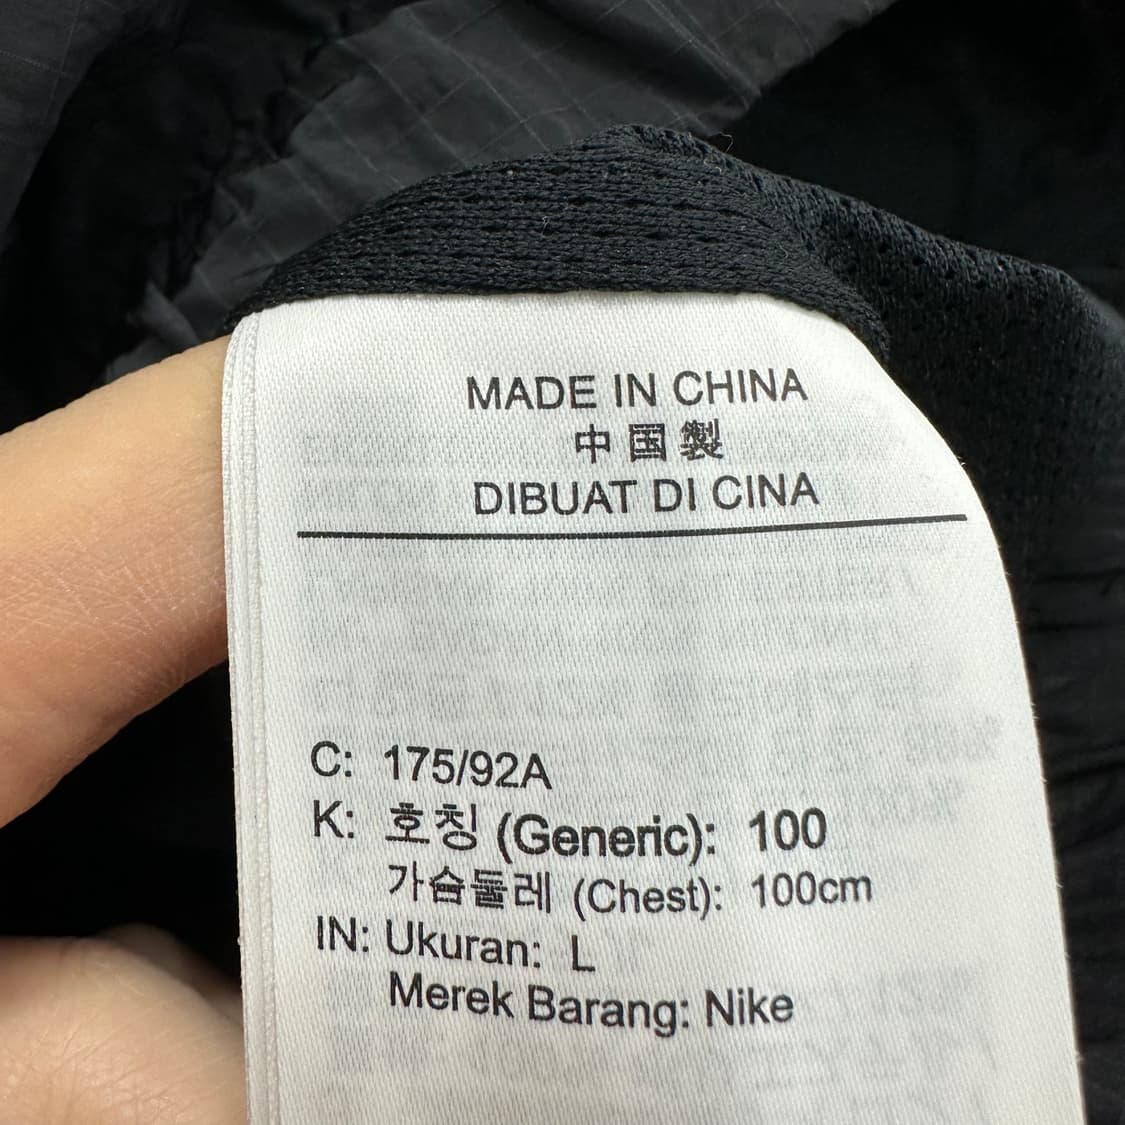 MADE IN CHINA
中国製
DIBUAT DI CINA
C: 175/92A
K: 호칭 (Generic): 100
가슴둘레 (Chest): 100cm
IN: Ukuran: L
Merek Barang: Nike